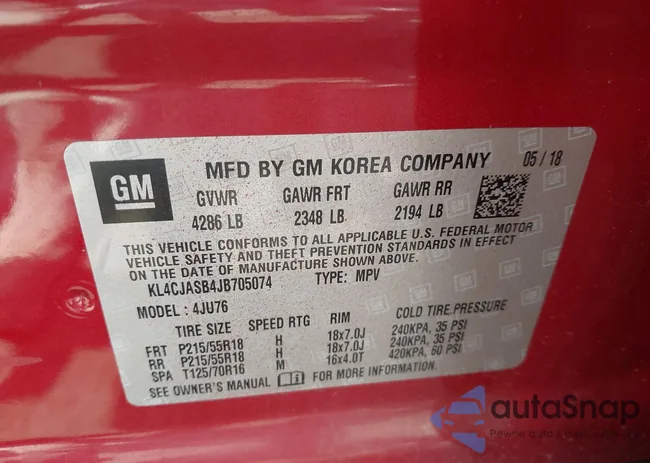 GM
MFD BY GM KOREA COMPANY 05/18
GVWR GAWR FRT GAWR RR
4286 LB 2348 LB 2194 LB
THIS VEHICLE CONFORMS TO ALL APPLICABLE U.S. FEDERAL MOTOR
VEHICLE SAFETY AND THEFT PREVENTION STANDARDS IN EFFECT
ON THE DATE OF MANUFACTURE SHOWN ABOVE.
KL4CJASB4JB705074 TYPE: MPV
MODEL: 4JU76
TIRE SIZE SPEED RTG RIM COLD TIRE PRESSURE
FRT P215/55R18 H 18x7.0J 240KPA, 35 PSI
RR P215/55R18 H 18x7.0J 240KPA, 35 PSI
SPA T125/70R16 M 16x4.0T 420KPA, 60 PSI
SEE OWNER'S MANUAL FOR MORE INFORMATION
autaSnap
Pewne auto z